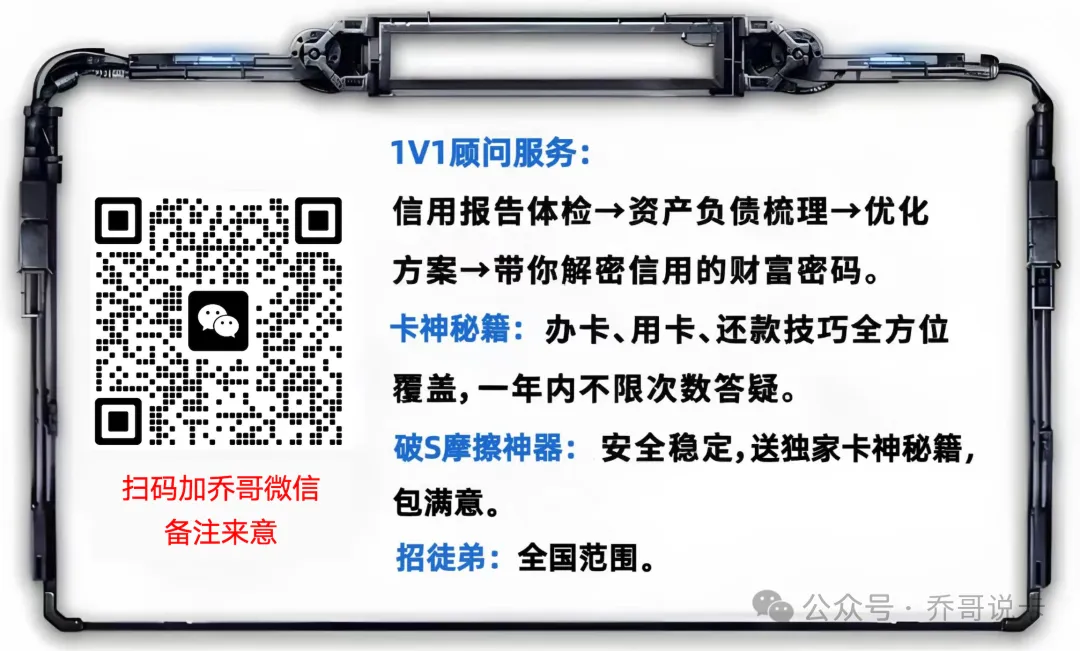 1V1顾问服务：
信用报告体检→资产负债梳理→优化
方案→带你解密信用的财富密码。
卡神秘籍：办卡、用卡、还款技巧全方位
覆盖，一年内不限次数答疑。
破S摩擦神器：安全稳定，送独家卡神秘籍，
包满意。
招徒弟：全国范围。
扫码加乔哥微信
备注来意
公众号·乔哥说卡